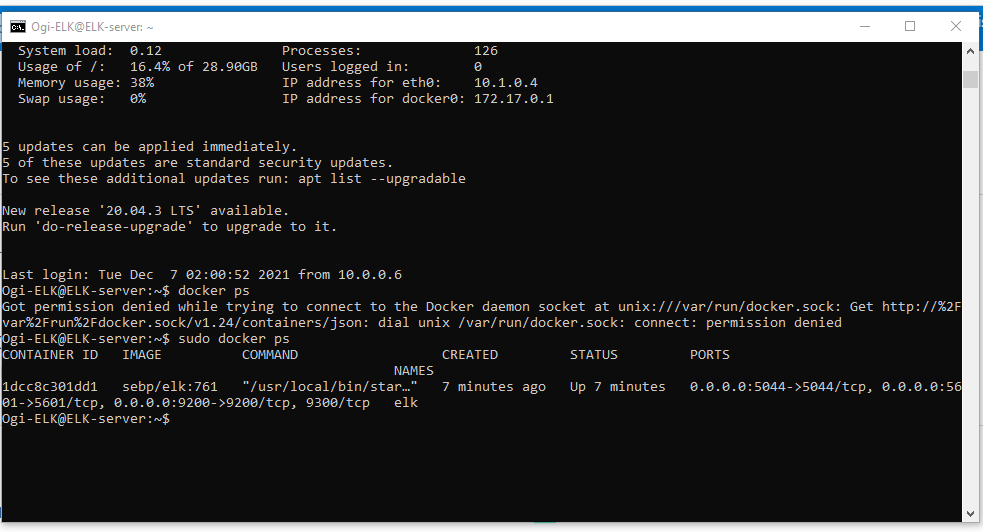 Ogi-ELK@ELK-server: ~
System load:  0.12               Processes:              126
Usage of /:   16.4% of 28.90GB   Users logged in:        0
Memory usage: 38%                IP address for eth0:    10.1.0.4
Swap usage:   0%                 IP address for docker0: 172.17.0.1
5 updates can be applied immediately.
5 of these updates are standard security updates.
To see these additional updates run: apt list --upgradable
New release '20.04.3 LTS' available.
Run 'do-release-upgrade' to upgrade to it.
Last login: Tue Dec  7 02:00:52 2021 from 10.0.0.6
Ogi-ELK@ELK-server:~$ docker ps
Got permission denied while trying to connect to the Docker daemon socket at unix:///var/run/docker.sock: Get http://%2F
var%2Frun%2Fdocker.sock/v1.24/containers/json: dial unix /var/run/docker.sock: connect: permission denied
Ogi-ELK@ELK-server:~$ sudo docker ps
CONTAINER ID   IMAGE          COMMAND                  CREATED         STATUS         PORTS
NAMES
1dcc8c301dd1   sebp/elk:761   "/usr/local/bin/star…"   7 minutes ago   Up 7 minutes   0.0.0.0:5044->5044/tcp, 0.0.0.0:56
01->5601/tcp, 0.0.0.0:9200->9200/tcp, 9300/tcp   elk
Ogi-ELK@ELK-server:~$